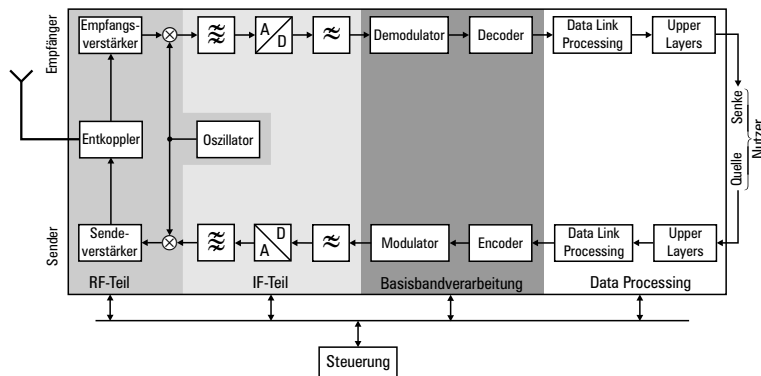 Empfänger
Empfangs-
verstärker
A
D
Demodulator
Decoder
Data Link
Processing
Upper
Layers
Senke
Nutzer
Quelle
Entkoppler
Oszillator
Sender
Sende-
verstärker
D
A
Modulator
Encoder
Data Link
Processing
Upper
Layers
RF-Teil
IF-Teil
Basisbandverarbeitung
Data Processing
Steuerung